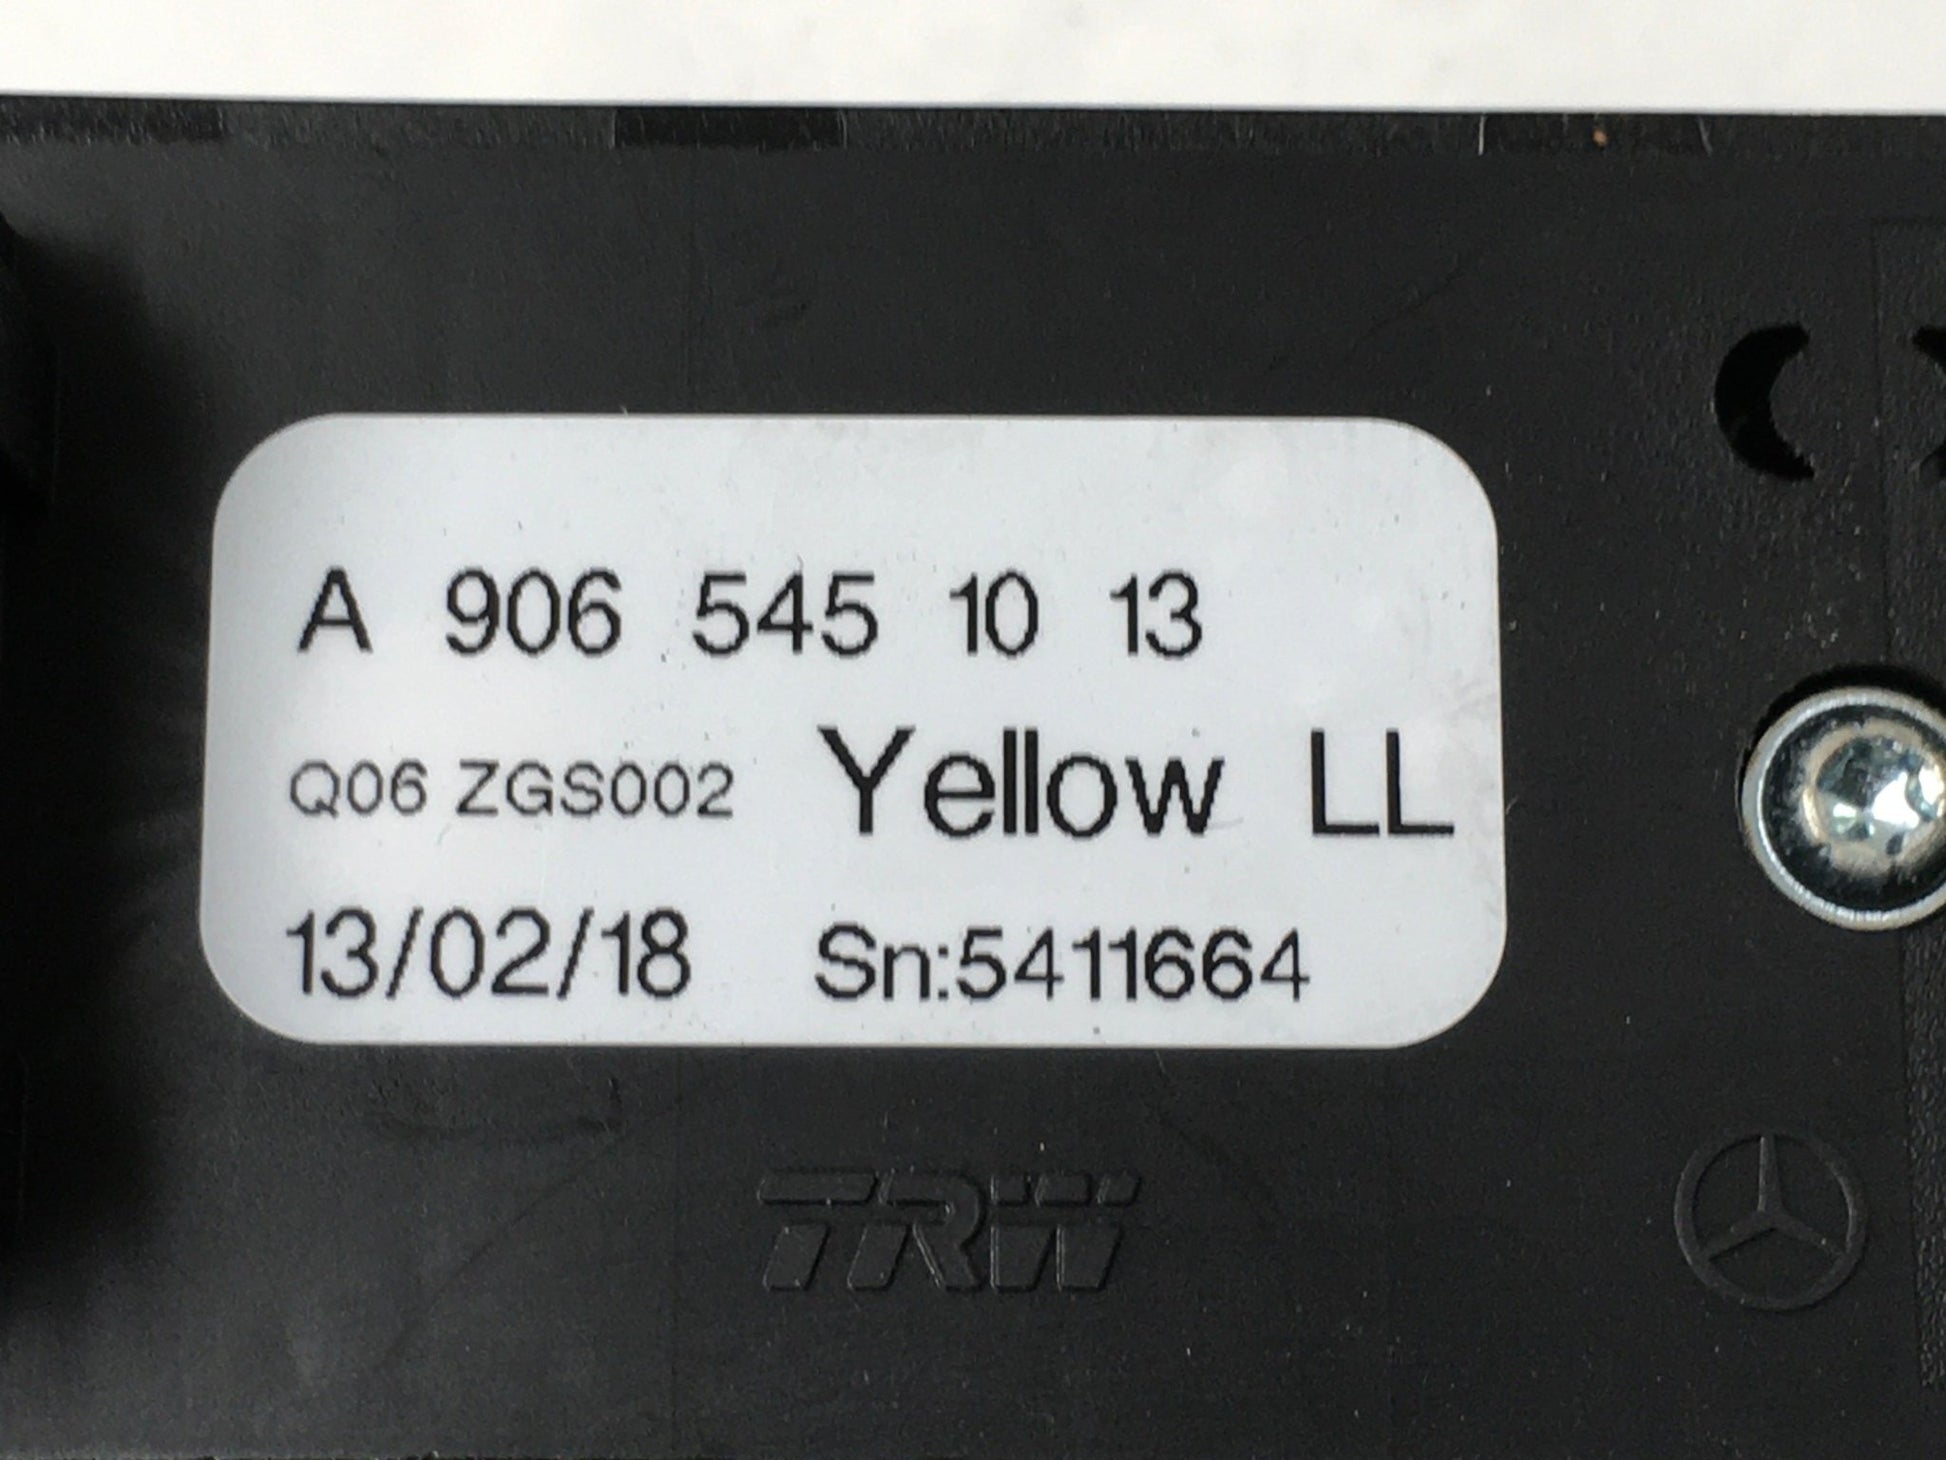 A 906 545 10 13
Q06 ZGS002 Yellow LL
13/02/18 Sn:5411664
TRW